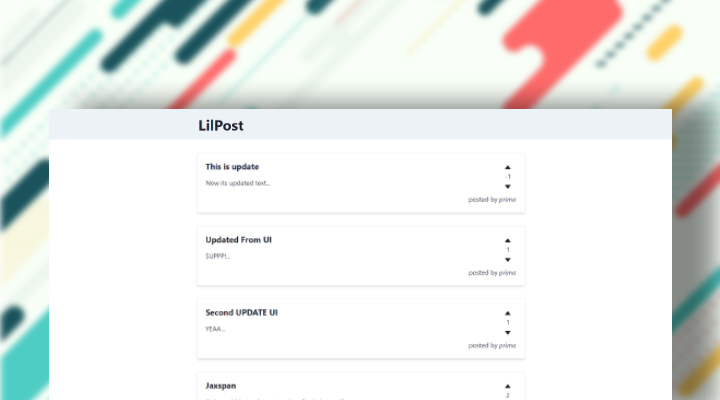 LilPost
This is update
Now its updated text...
-1
posted by prime
Updated From UI
SUPPP!...
1
posted by prime
Second UPDATE UI
YEAA...
1
posted by prime
Jaxspan
2